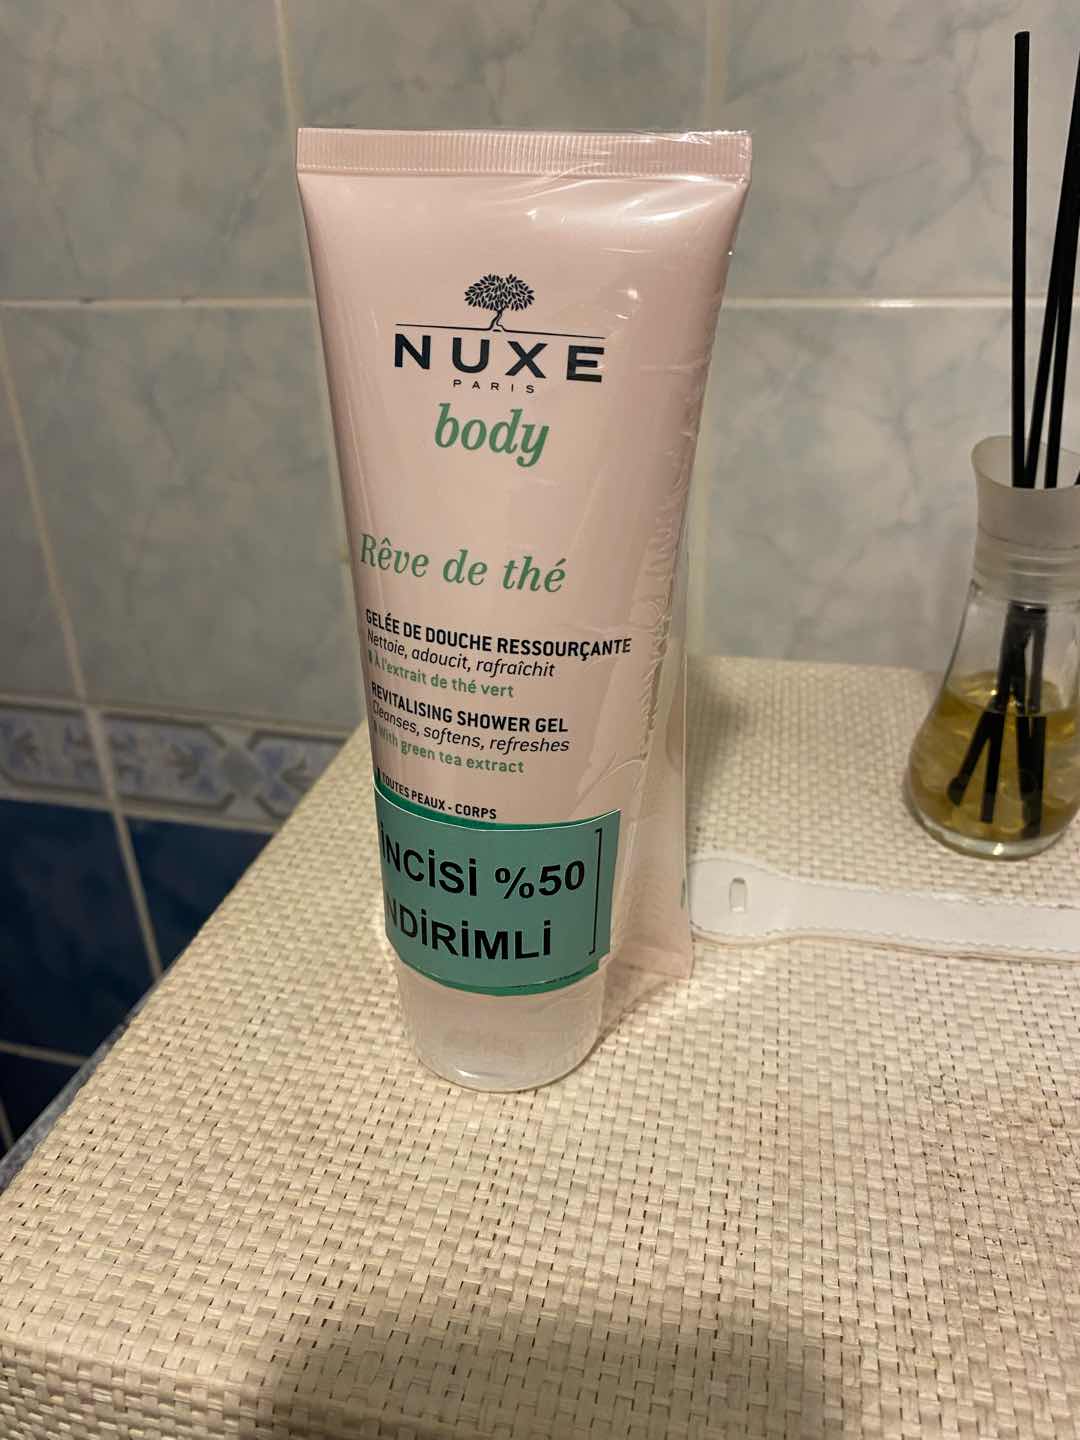 NUXE
PARIS
body
Rêve de thé
GELÉE DE DOUCHE RESSOURÇANTE
Nettoie, adoucit, rafraîchit
À l'extrait de thé vert
REVITALISING SHOWER GEL
Cleanses, softens, refreshes
With green tea extract
TOUTES PEAUX - CORPS
İNCİSİ %50
NDİRİMLİ